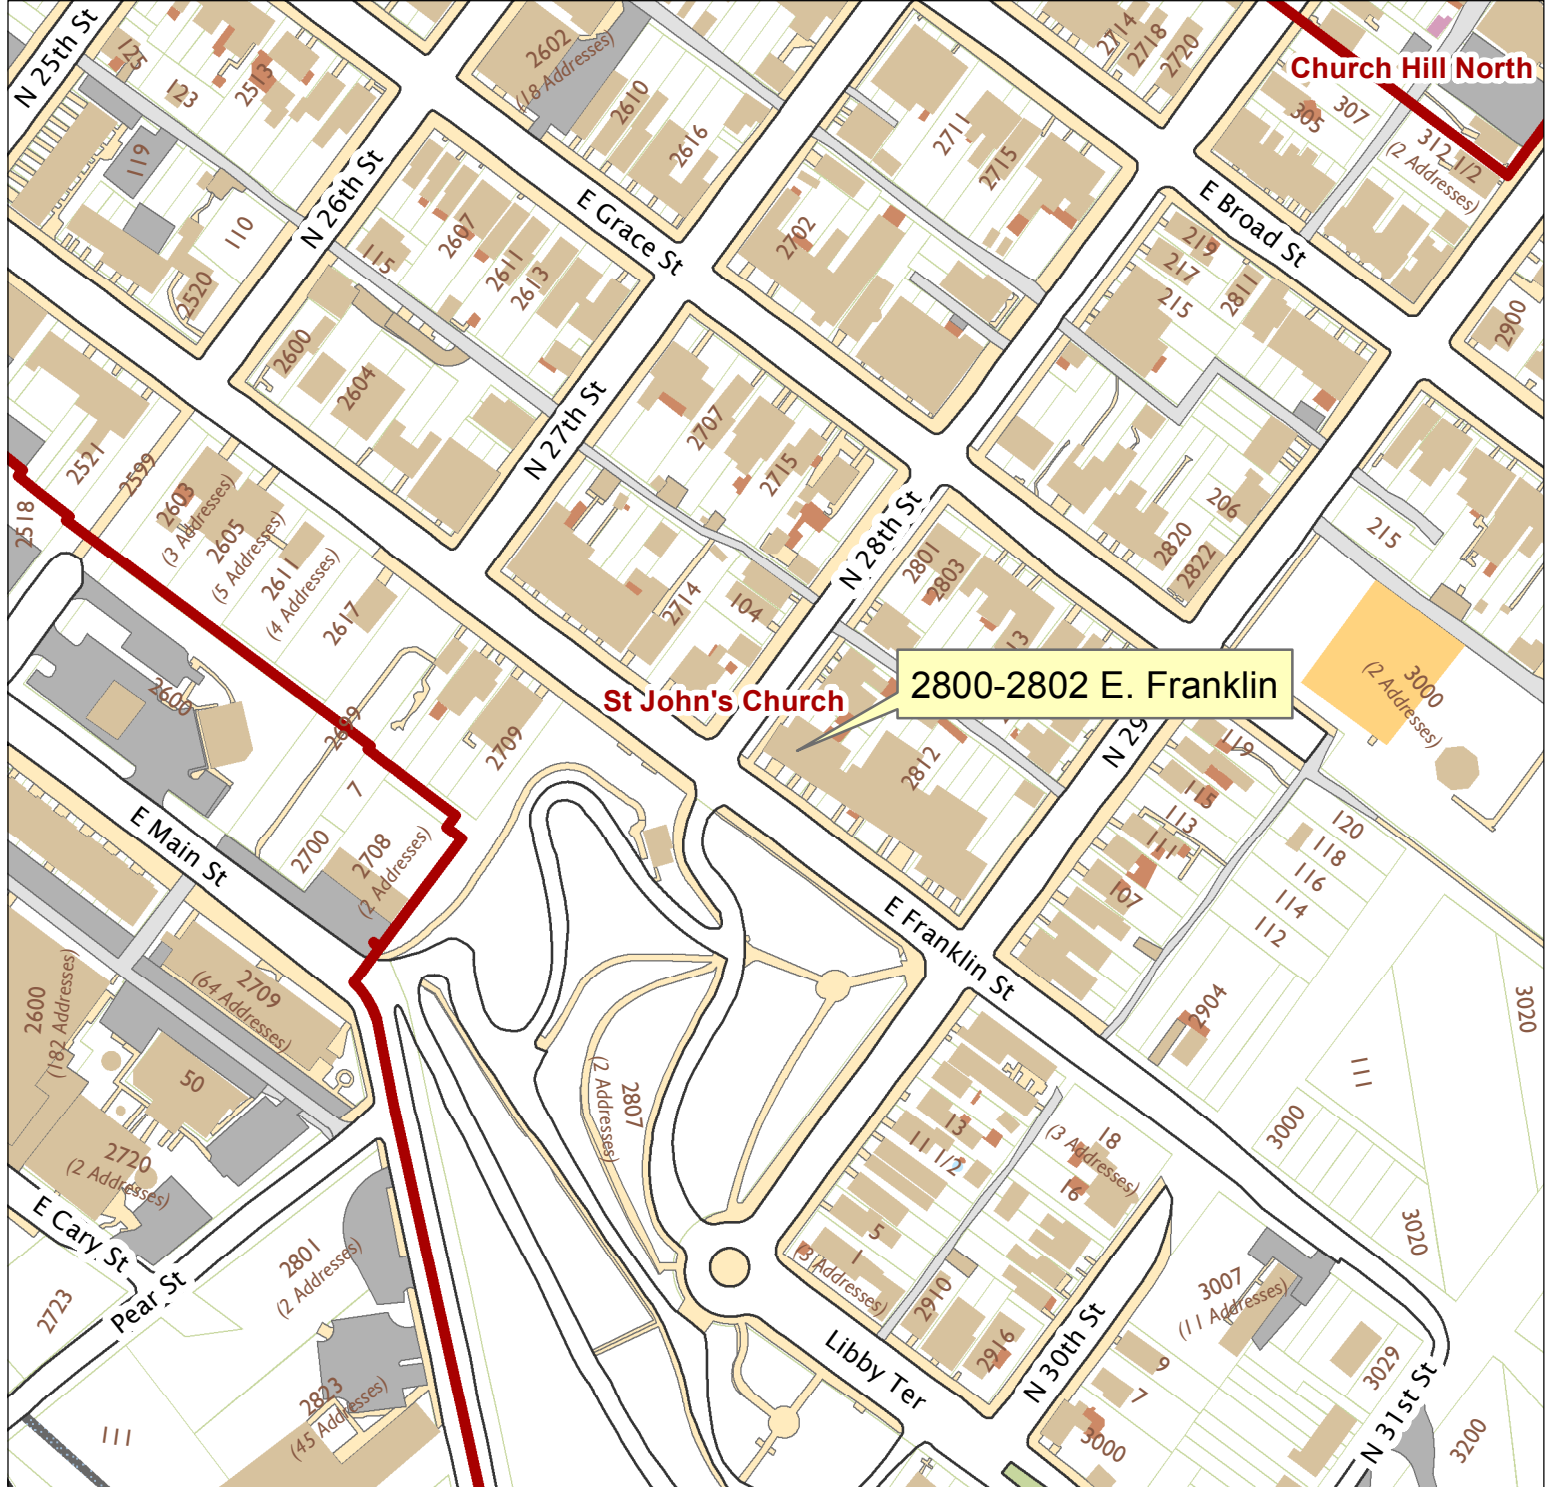 N 25th St
125
123
2513
2602
(18 Addresses)
2610
2616
2714
2718
2720
Church Hill North
305
307
312 1/2
(2 Addresses)
119
110
2520
N 26th St
115
2607
2611
2613
E Grace St
2711
2715
2702
E Broad St
219
217
215
2811
2900
2600
2604
N 27th St
2707
2715
2521
2599
2518
2603
(3 Addresses)
2605
(5 Addresses)
2611
(4 Addresses)
2617
N 28th St
2801
2803
13
206
2820
2822
215
2714
104
St John's Church
2800-2802 E. Franklin
3000
(2 Addresses)
2600
2699
2709
7
2700
2708
(2 Addresses)
2812
N 29
119
115
113
111
107
120
118
116
114
112
E Main St
E Franklin St
2904
3020
111
2600
(182 Addresses)
2709
(64 Addresses)
50
2720
(2 Addresses)
2807
(2 Addresses)
13
11 1/2
18
(3 Addresses)
16
3000
3020
E Cary St
Pear St
2723
2801
(2 Addresses)
5
1
(3 Addresses)
2910
2916
Libby Ter
N 30th St
3007
(11 Addresses)
9
7
3000
3029
N 31st St
3200
2823
(45 Addresses)
111